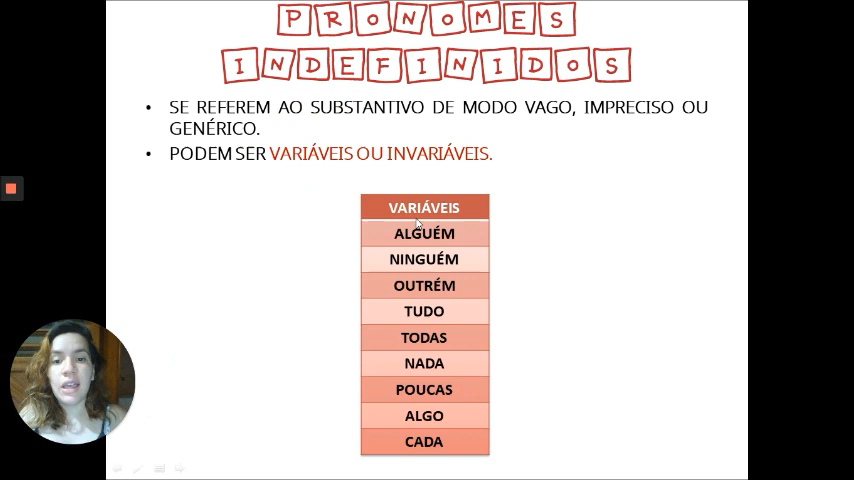 PRONOMES
INDEFINIDOS
• SE REFEREM AO SUBSTANTIVO DE MODO VAGO, IMPRECISO OU
GENÉRICO.
• PODEM SER VARIÁVEIS OU INVARIÁVEIS.
VARIÁVEIS
ALGUÉM
NINGUÉM
OUTRÉM
TUDO
TODAS
NADA
POUCAS
ALGO
CADA